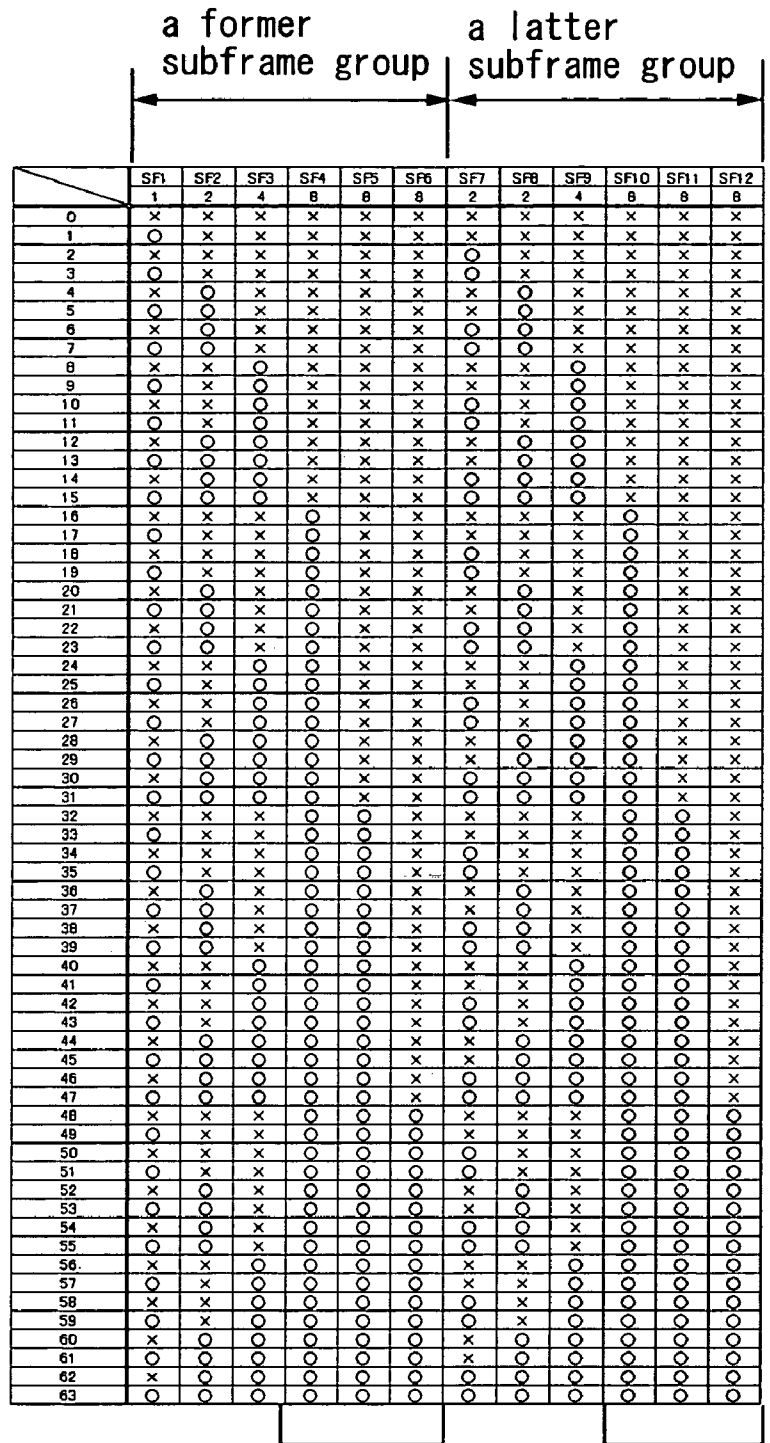 a former subframe group
a latter subframe group
SF1 SF2 SF3 SF4 SF5 SF6 SF7 SF8 SF9 SF10 SF11 SF12
1 2 4 8 8 8 2 2 4 8 8 8
0 × × × × × × × × × × × ×
1 ○ × × × × × × × × × × ×
2 × × × × × × ○ × × × × ×
3 ○ × × × × × ○ × × × × ×
4 × ○ × × × × × ○ × × × ×
5 ○ ○ × × × × × ○ × × × ×
6 × ○ × × × × ○ ○ × × × ×
7 ○ ○ × × × × ○ ○ × × × ×
8 × × ○ × × × × × ○ × × ×
9 ○ × ○ × × × × × ○ × × ×
10 × × ○ × × × ○ × ○ × × ×
11 ○ × ○ × × × ○ × ○ × × ×
12 × ○ ○ × × × × ○ ○ × × ×
13 ○ ○ ○ × × × × ○ ○ × × ×
14 × ○ ○ × × × ○ ○ ○ × × ×
15 ○ ○ ○ × × × ○ ○ ○ × × ×
16 × × × ○ × × × × × ○ × ×
17 ○ × × ○ × × × × × ○ × ×
18 × × × ○ × × ○ × × ○ × ×
19 ○ × × ○ × × ○ × × ○ × ×
20 × ○ × ○ × × × ○ × ○ × ×
21 ○ ○ × ○ × × × ○ × ○ × ×
22 × ○ × ○ × × ○ ○ × ○ × ×
23 ○ ○ × ○ × × ○ ○ × ○ × ×
24 × × ○ ○ × × × × ○ ○ × ×
25 ○ × ○ ○ × × × × ○ ○ × ×
26 × × ○ ○ × × ○ × ○ ○ × ×
27 ○ × ○ ○ × × ○ × ○ ○ × ×
28 × ○ ○ ○ × × × ○ ○ ○ × ×
29 ○ ○ ○ ○ × × × ○ ○ ○ × ×
30 × ○ ○ ○ × × ○ ○ ○ ○ × ×
31 ○ ○ ○ ○ × × ○ ○ ○ ○ × ×
32 × × × ○ ○ × × × × ○ ○ ×
33 ○ × × ○ ○ × × × × ○ ○ ×
34 × × × ○ ○ × ○ × × ○ ○ ×
35 ○ × × ○ ○ × ○ × × ○ ○ ×
36 × ○ × ○ ○ × × ○ × ○ ○ ×
37 ○ ○ × ○ ○ × × ○ × ○ ○ ×
38 × ○ × ○ ○ × ○ ○ × ○ ○ ×
39 ○ ○ × ○ ○ × ○ ○ × ○ ○ ×
40 × × ○ ○ ○ × × × ○ ○ ○ ×
41 ○ × ○ ○ ○ × × × ○ ○ ○ ×
42 × × ○ ○ ○ × ○ × ○ ○ ○ ×
43 ○ × ○ ○ ○ × ○ × ○ ○ ○ ×
44 × ○ ○ ○ ○ × × ○ ○ ○ ○ ×
45 ○ ○ ○ ○ ○ × × ○ ○ ○ ○ ×
46 × ○ ○ ○ ○ × ○ ○ ○ ○ ○ ×
47 ○ ○ ○ ○ ○ × ○ ○ ○ ○ ○ ×
48 × × × ○ ○ ○ × × × ○ ○ ○
49 ○ × × ○ ○ ○ × × × ○ ○ ○
50 × × × ○ ○ ○ ○ × × ○ ○ ○
51 ○ × × ○ ○ ○ ○ × × ○ ○ ○
52 × ○ × ○ ○ ○ × ○ × ○ ○ ○
53 ○ ○ × ○ ○ ○ × ○ × ○ ○ ○
54 × ○ × ○ ○ ○ ○ ○ × ○ ○ ○
55 ○ ○ × ○ ○ ○ ○ ○ × ○ ○ ○
56 × × ○ ○ ○ ○ × × ○ ○ ○ ○
57 ○ × ○ ○ ○ ○ × × ○ ○ ○ ○
58 × × ○ ○ ○ ○ ○ × ○ ○ ○ ○
59 ○ × ○ ○ ○ ○ ○ × ○ ○ ○ ○
60 × ○ ○ ○ ○ ○ × ○ ○ ○ ○ ○
61 ○ ○ ○ ○ ○ ○ × ○ ○ ○ ○ ○
62 × ○ ○ ○ ○ ○ ○ ○ ○ ○ ○ ○
63 ○ ○ ○ ○ ○ ○ ○ ○ ○ ○ ○ ○